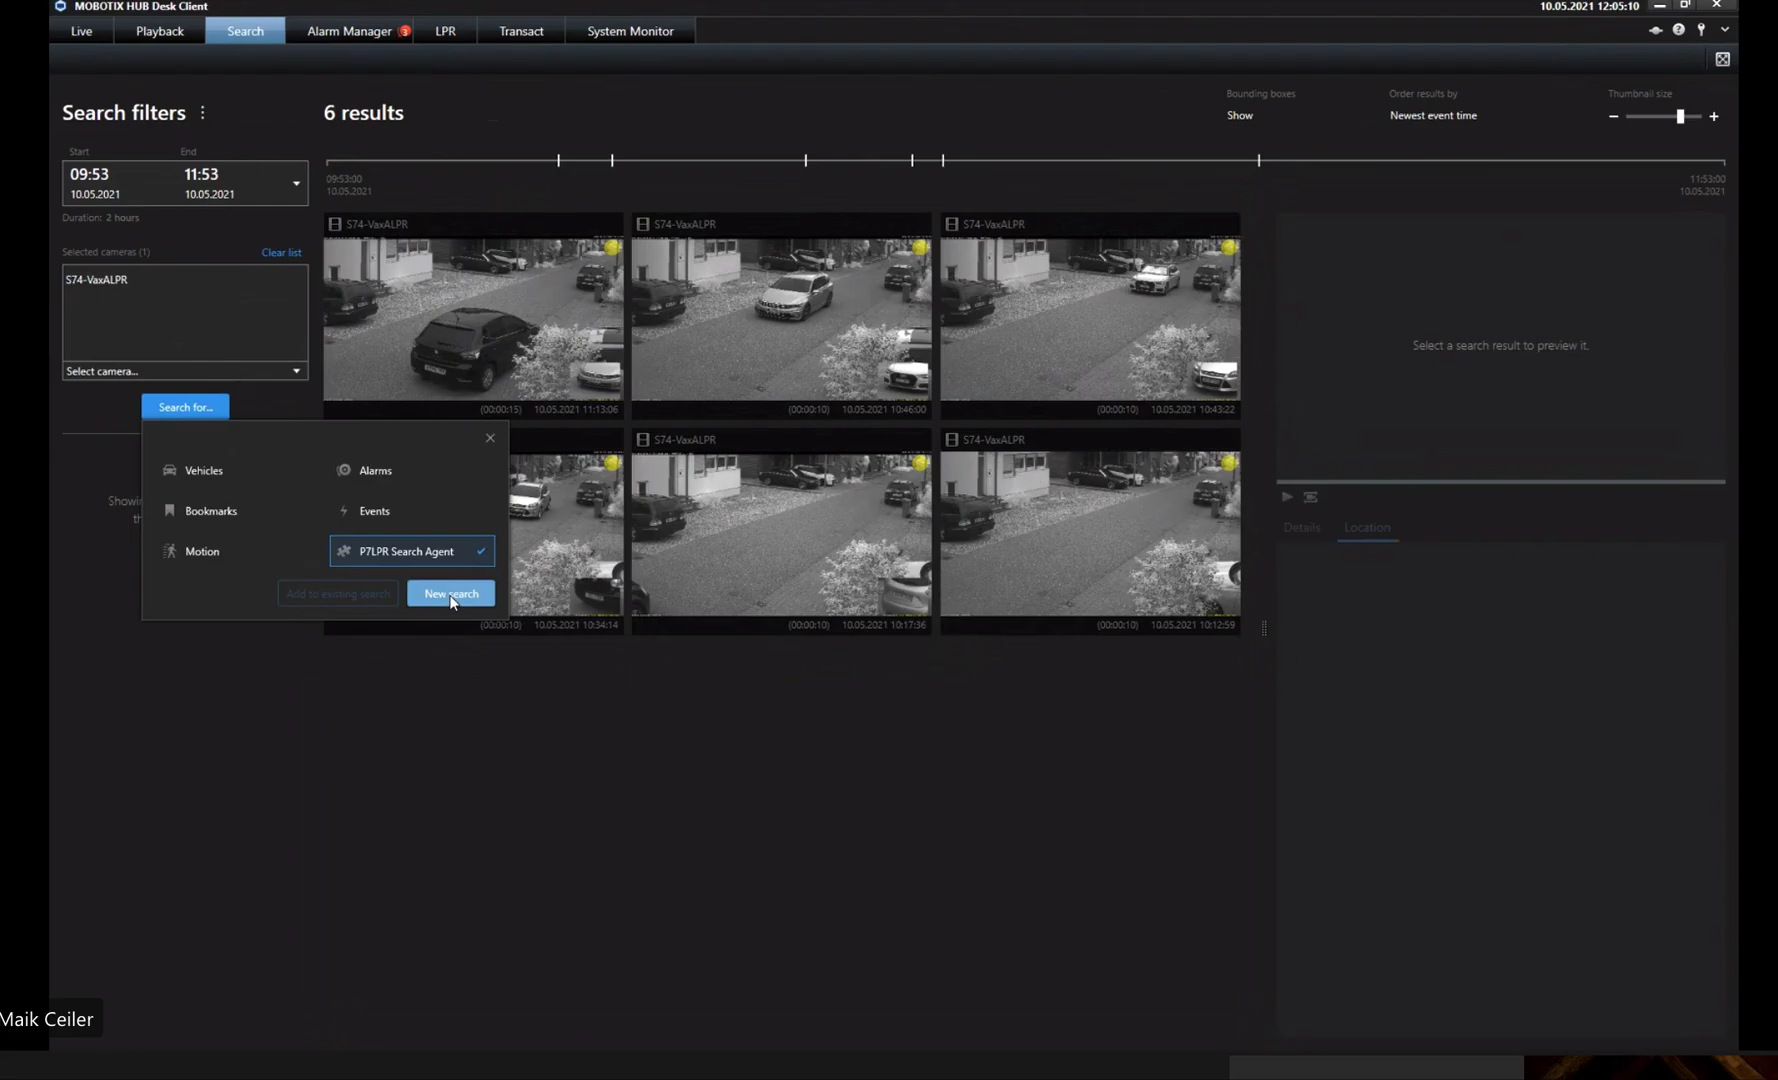 MOBOTIX HUB Desk Client
10.05.2021 12:05:10
Live
Playback
Search
Alarm Manager
3
LPR
Transact
System Monitor
Search filters
6 results
Bounding boxes
Show
Order results by
Newest event time
Thumbnail size
Start
End
09:53
10.05.2021
11:53
10.05.2021
Duration: 2 hours
09:53:00
10.05.2021
11:53:00
10.05.2021
Selected cameras (1)
Clear list
S74-VaxALPR
Select camera...
Search for...
Vehicles
Alarms
Bookmarks
Events
Motion
P7LPR Search Agent
Add to existing search
New search
Showin
th
S74-VaxALPR
(00:00:15) 10.05.2021 11:13:06
S74-VaxALPR
(00:00:10) 10.05.2021 10:46:00
S74-VaxALPR
(00:00:10) 10.05.2021 10:43:22
(00:00:10) 10.05.2021 10:34:14
S74-VaxALPR
(00:00:10) 10.05.2021 10:17:36
S74-VaxALPR
(00:00:10) 10.05.2021 10:12:59
Select a search result to preview it.
Details
Location
Maik Ceiler